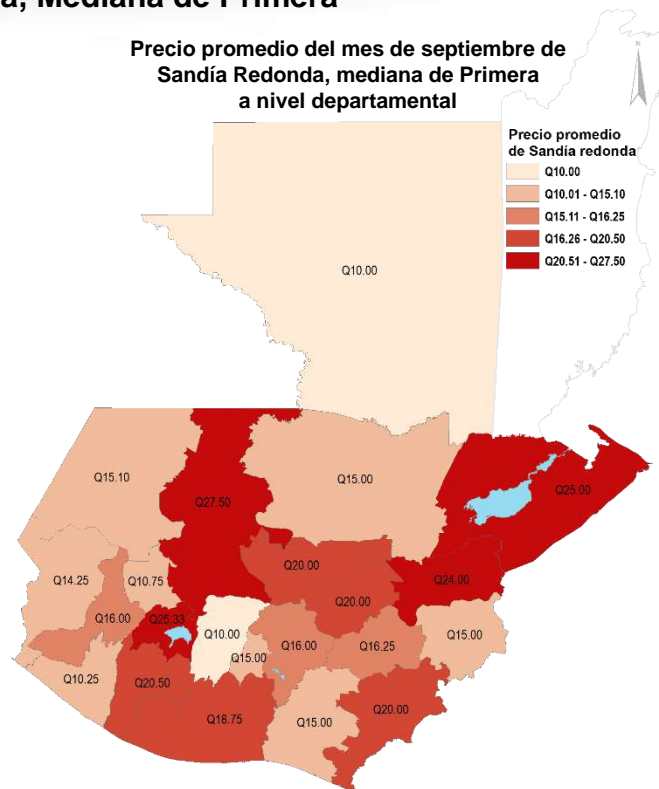 a, Mediana de Primera
Precio promedio del mes de septiembre de
Sandía Redonda, mediana de Primera
a nivel departamental
N
Precio promedio
de Sandía redonda
Q10.00
Q10.01 - Q15.10
Q15.11 - Q16.25
Q16.26 - Q20.50
Q20.51 - Q27.50
Q10.00
Q15.10
Q27.50
Q15.00
Q25.00
Q14.25
Q10.75
Q20.00
Q24.00
Q20.00
Q16.00
Q25.33
Q10.00
Q15.00
Q16.00
Q16.25
Q15.00
Q10.25
Q20.50
Q18.75
Q15.00
Q20.00